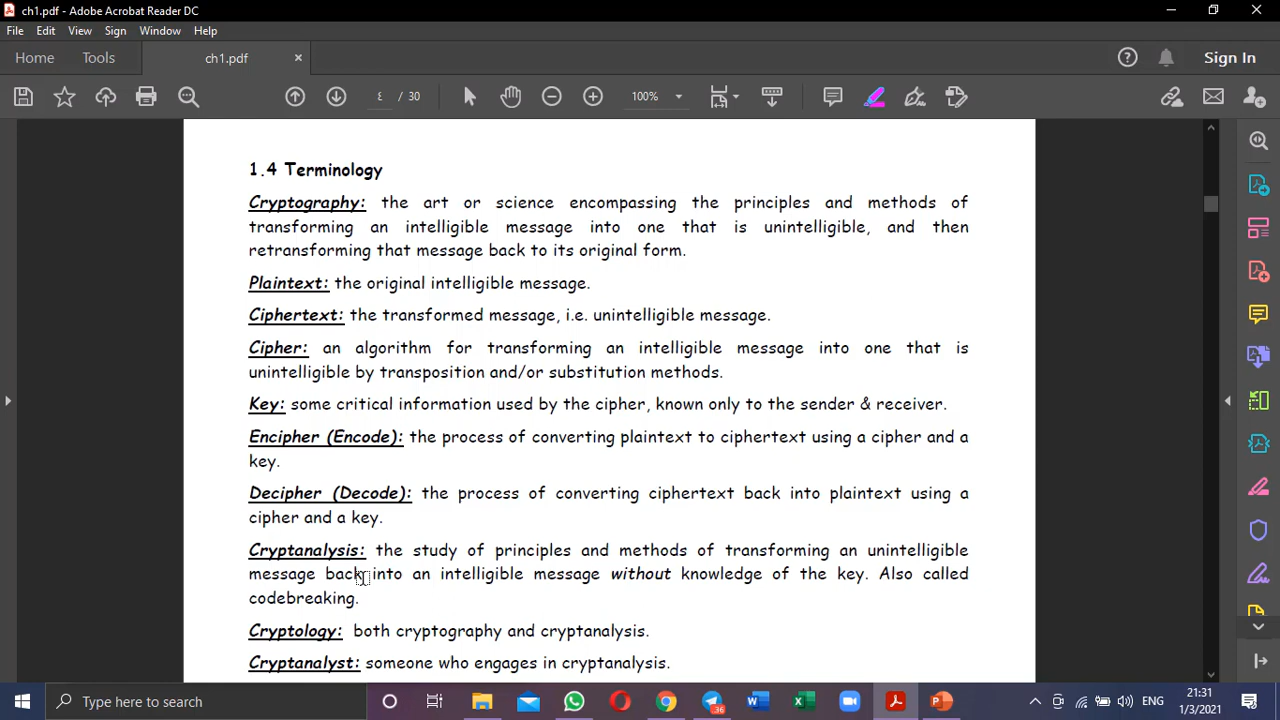 ch1.pdf - Adobe Acrobat Reader DC
File Edit View Sign Window Help
Home Tools ch1.pdf Sign In
٤ / 30 100%
1.4 Terminology
Cryptography: the art or science encompassing the principles and methods of
transforming an intelligible message into one that is unintelligible, and then
retransforming that message back to its original form.
Plaintext: the original intelligible message.
Ciphertext: the transformed message, i.e. unintelligible message.
Cipher: an algorithm for transforming an intelligible message into one that is
unintelligible by transposition and/or substitution methods.
Key: some critical information used by the cipher, known only to the sender & receiver.
Encipher (Encode): the process of converting plaintext to ciphertext using a cipher and a
key.
Decipher (Decode): the process of converting ciphertext back into plaintext using a
cipher and a key.
Cryptanalysis: the study of principles and methods of transforming an unintelligible
message back into an intelligible message without knowledge of the key. Also called
codebreaking.
Cryptology: both cryptography and cryptanalysis.
Cryptanalyst: someone who engages in cryptanalysis.
Type here to search
36
ENG
21:31
1/3/2021